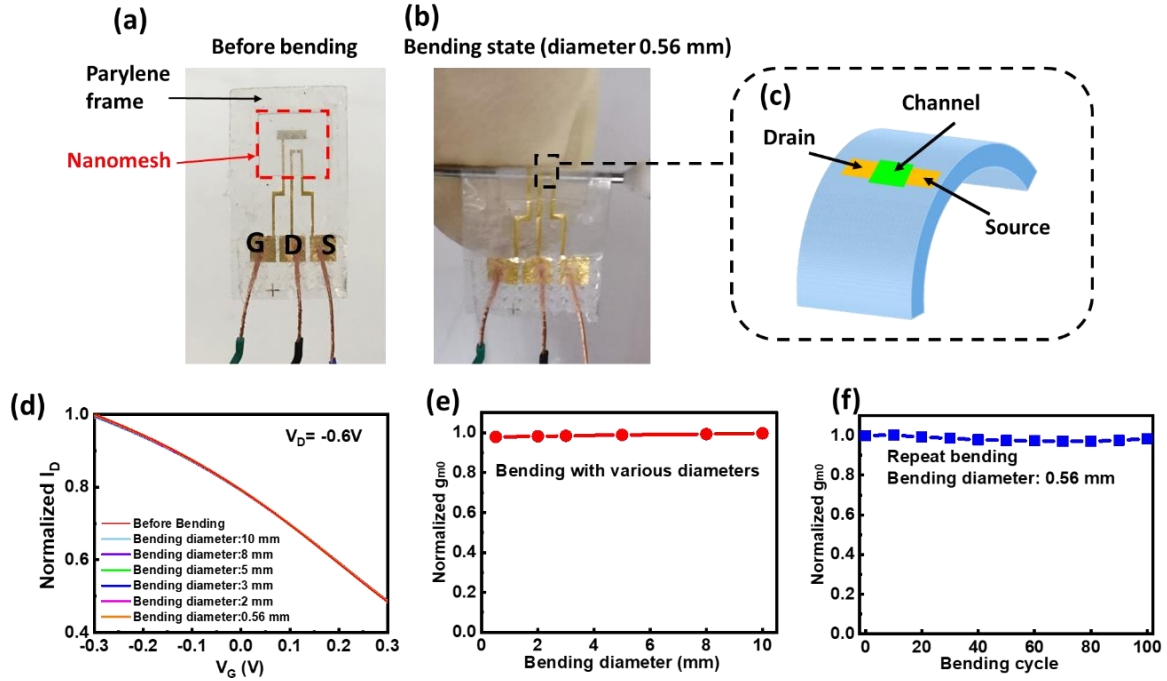 (a)
Before bending
Parylene
frame
Nanomesh
G D S
(b)
Bending state (diameter 0.56 mm)
(c)
Channel
Drain
Source
(d)
Normalized I_D
1.0
0.8
0.6
0.4
V_D= -0.6V
Before Bending
Bending diameter:10 mm
Bending diameter:8 mm
Bending diameter:5 mm
Bending diameter:3 mm
Bending diameter:2 mm
Bending diameter:0.56 mm
-0.3 -0.2 -0.1 0.0 0.1 0.2 0.3
V_G (V)
(e)
Normalized g_m0
1.0
0.8
0.6
0.4
0.2
0.0
Bending with various diameters
0 2 4 6 8 10
Bending diameter (mm)
(f)
Normalized g_m0
1.0
0.8
0.6
0.4
0.2
0.0
Repeat bending
Bending diameter: 0.56 mm
0 20 40 60 80 100
Bending cycle